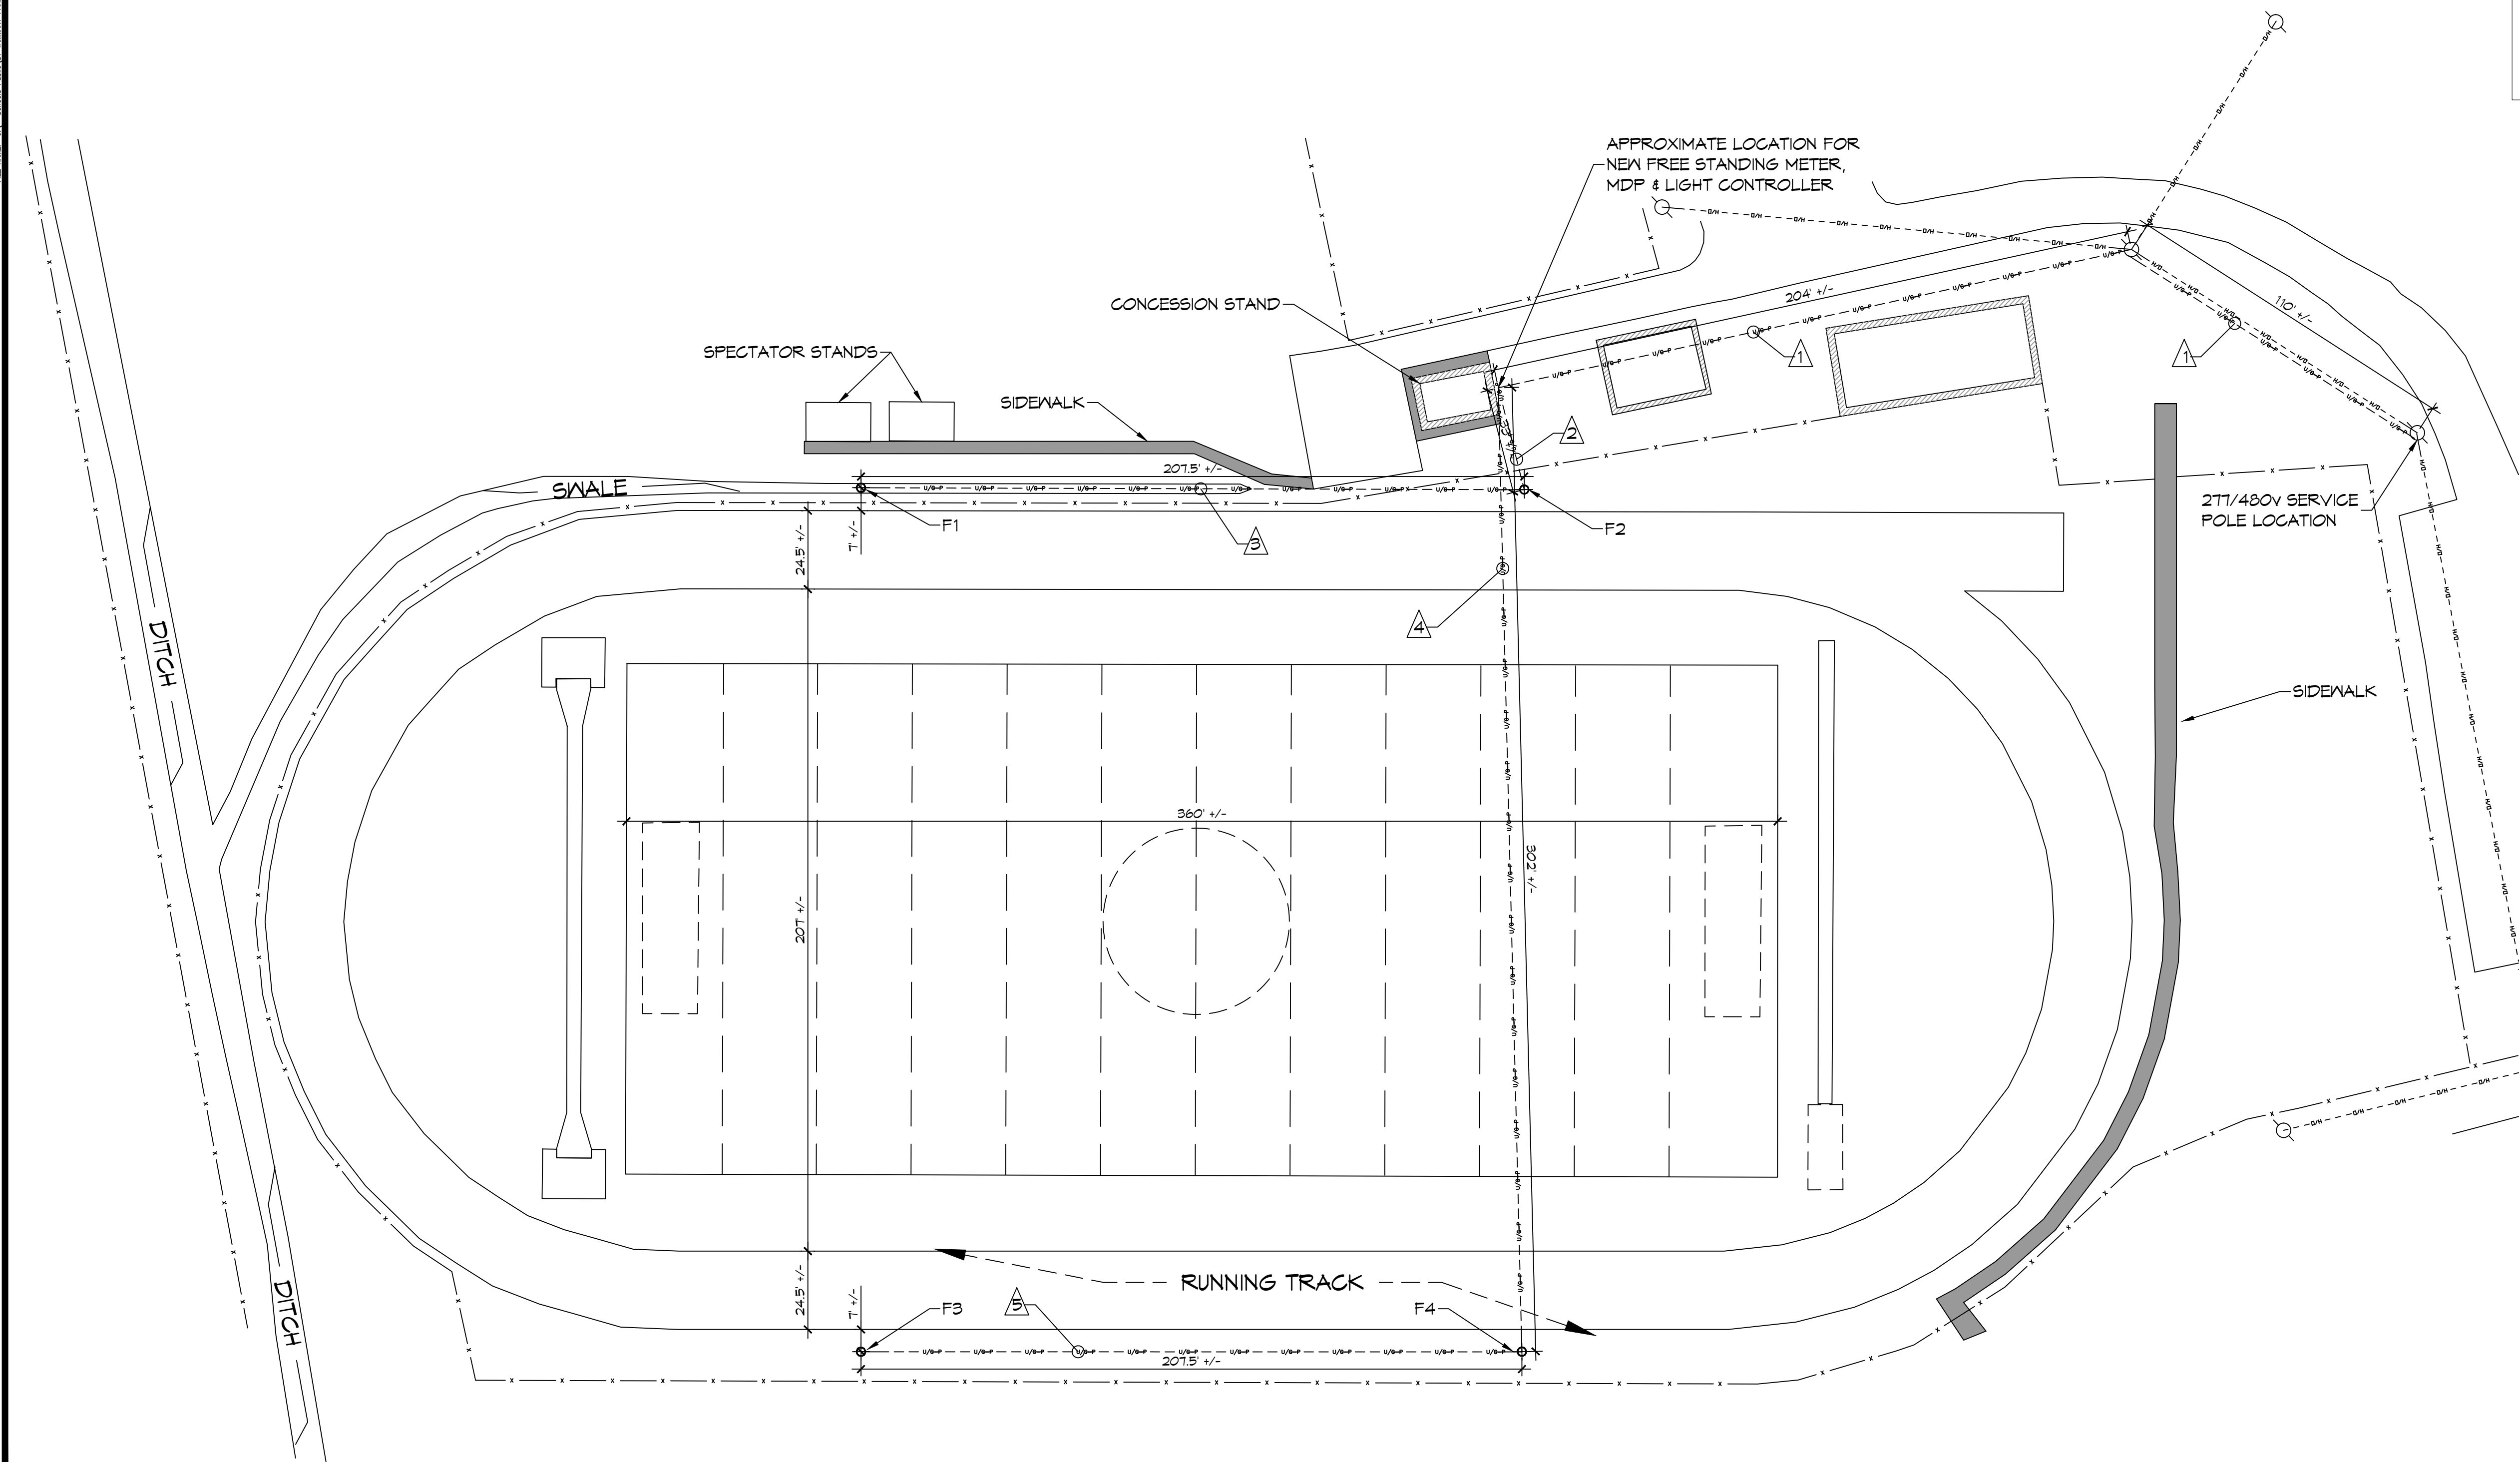 APPROXIMATE LOCATION FOR
NEW FREE STANDING METER,
MDP & LIGHT CONTROLLER
CONCESSION STAND
204' +/-
110' +/-
1
1
SPECTATOR STANDS
SIDEWALK
2
207.5' +/-
SWALE
277/480v SERVICE
POLE LOCATION
F1
F2
3
7' +/-
24.5' +/-
4
DITCH
SIDEWALK
360' +/-
302' +/-
207' +/-
RUNNING TRACK
24.5' +/-
7' +/-
F3
5
F4
207.5' +/-
DITCH